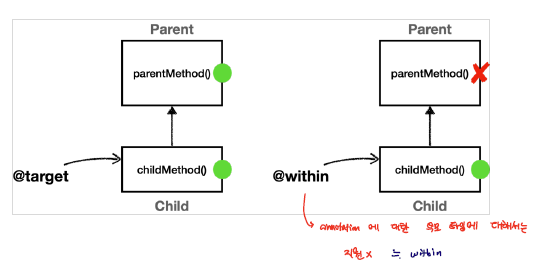 Parent
parentMethod()
@target
childMethod()
Child
Parent
parentMethod()
@within
childMethod()
Child
annotation 에 대한 부모 타입에 대해서는
지원 x ≒ within